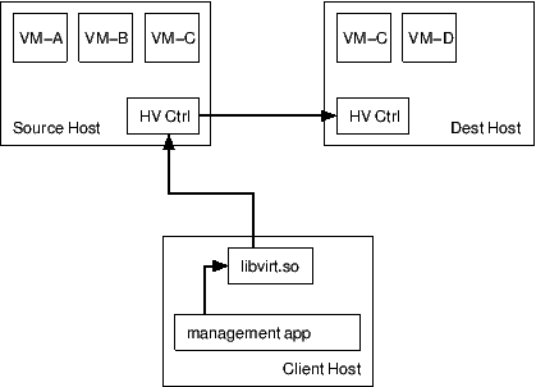 VM-A VM-B VM-C
VM-C VM-D
HV Ctrl
Source Host
HV Ctrl
Dest Host
libvirt.so
management app
Client Host